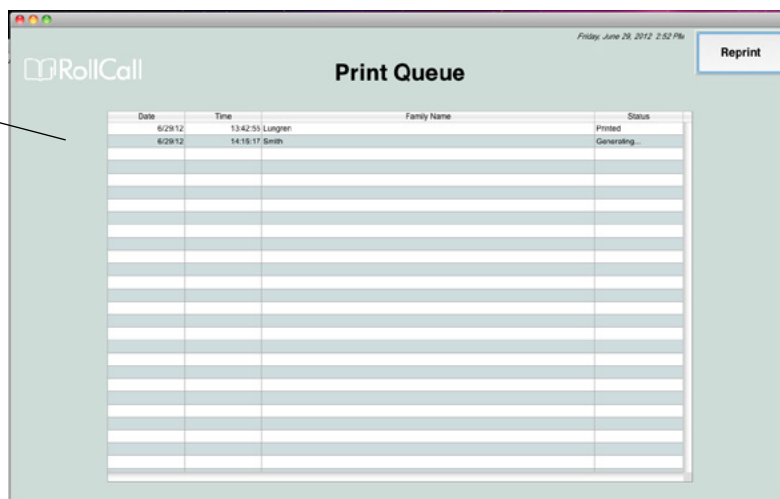 Friday, June 29, 2012 2:52 PM
Reprint
RollCall
Print Queue
Date Time Family Name Status
6/29/12 13:42:55 Lungren Printed
6/29/12 14:15:17 Smith Generating...